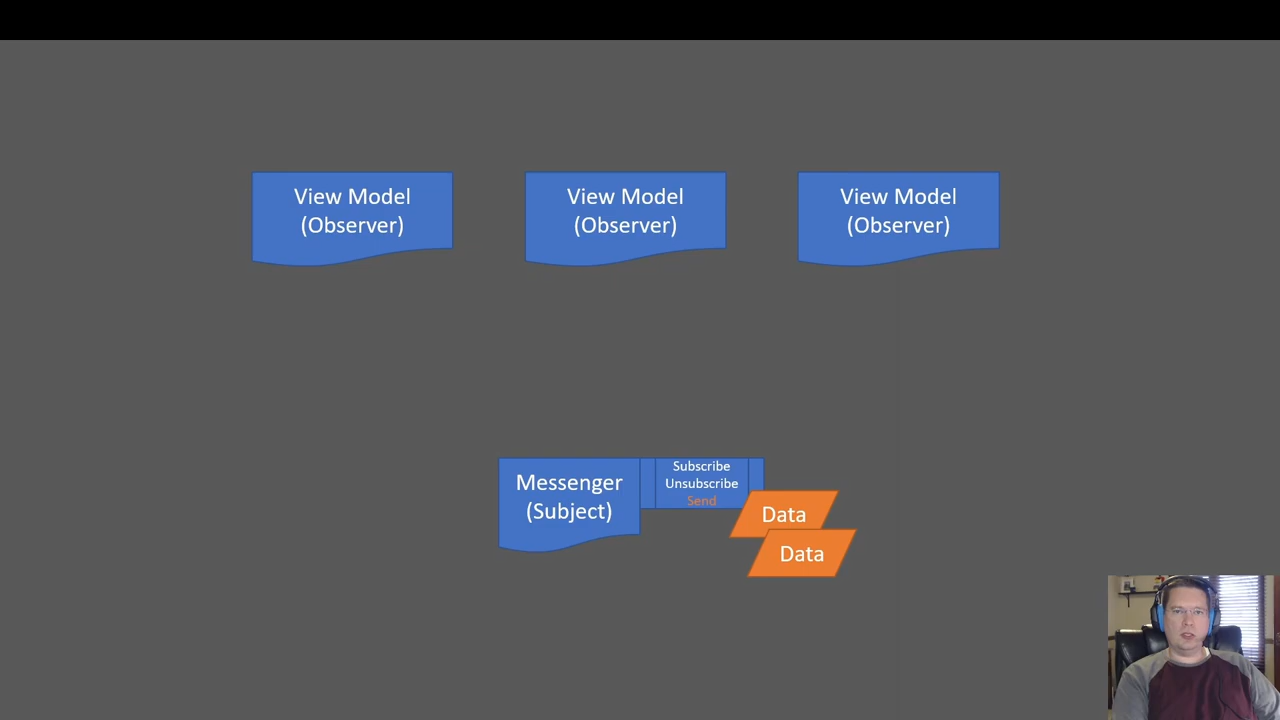 View Model
(Observer)
View Model
(Observer)
View Model
(Observer)
Messenger
(Subject)
Subscribe
Unsubscribe
Send
Data
Data